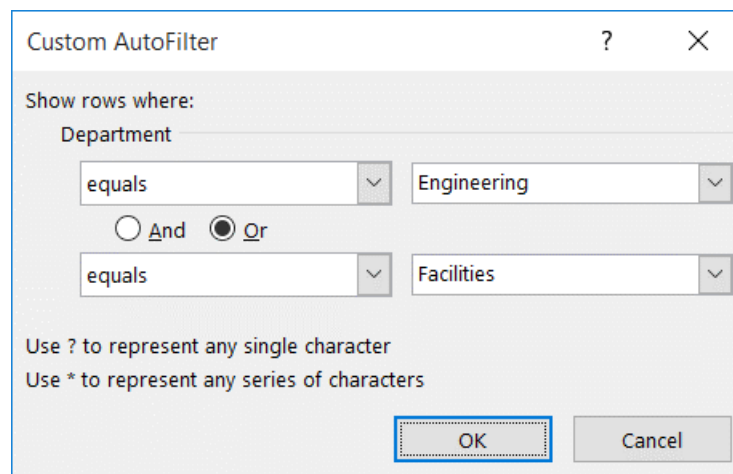 Custom AutoFilter ?
Show rows where:
Department
equals Engineering
And Or
equals Facilities
Use ? to represent any single character
Use * to represent any series of characters
OK Cancel